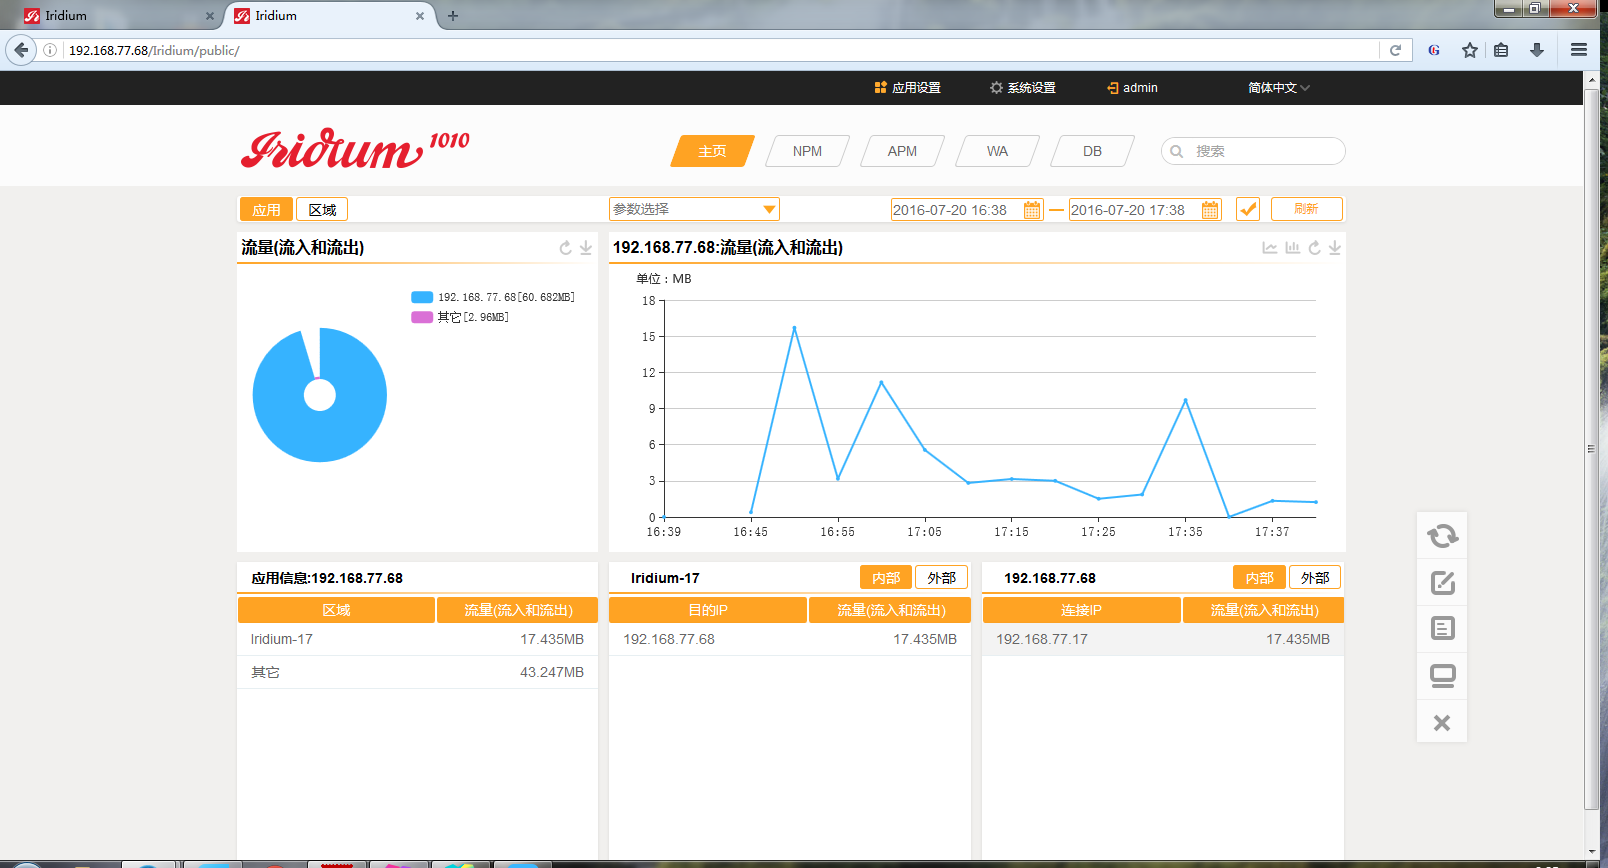 Iridium
Iridium
192.168.77.68/Iridium/public/
应用设置
系统设置
admin
简体中文
Iridium 1010
主页
NPM
APM
WA
DB
搜索
应用
区域
参数选择
2016-07-20 16:38
2016-07-20 17:38
刷新
流量(流入和流出)
192.168.77.68[60.682MB]
其它[2.96MB]
192.168.77.68:流量(流入和流出)
单位：MB
18
15
12
9
6
3
0
16:39 16:45 16:55 17:05 17:15 17:25 17:35 17:37
应用信息:192.168.77.68
区域 流量(流入和流出)
Iridium-17 17.435MB
其它 43.247MB
Iridium-17 内部 外部
目的IP 流量(流入和流出)
192.168.77.68 17.435MB
192.168.77.68 内部 外部
连接IP 流量(流入和流出)
192.168.77.17 17.435MB